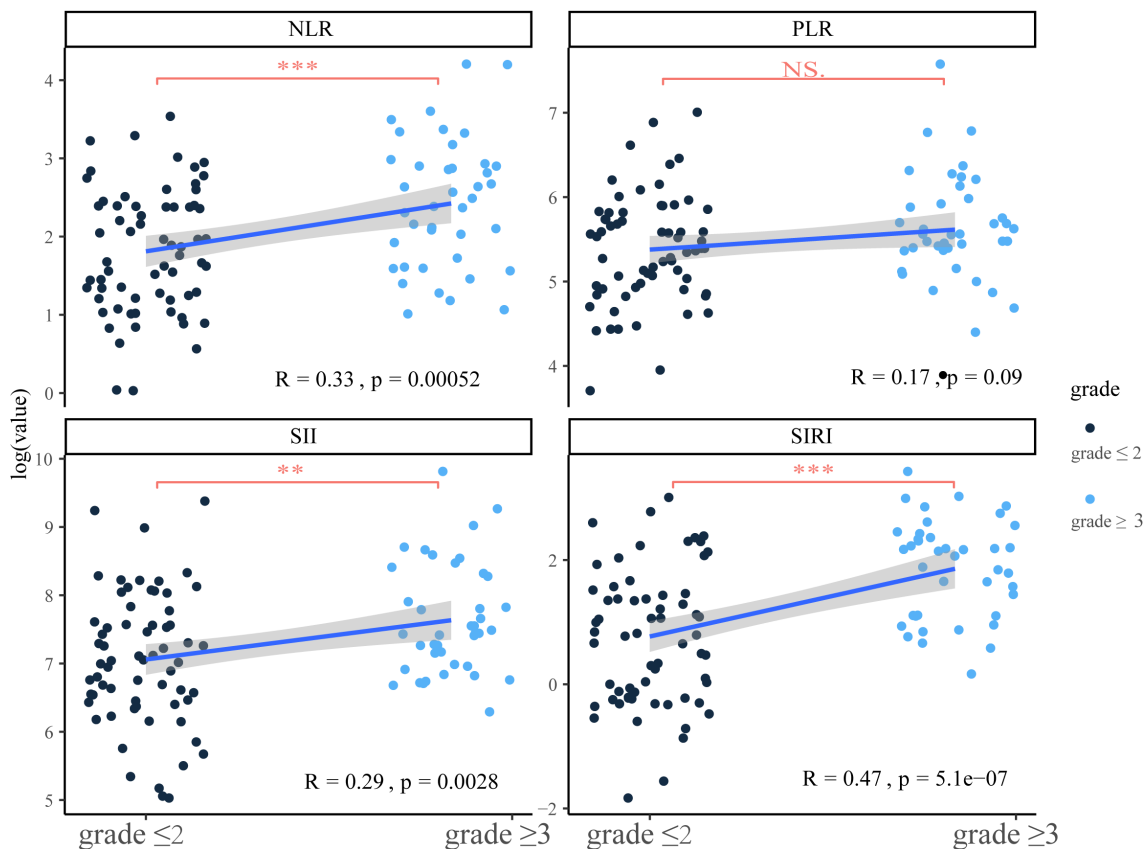 NLR
PLR
***
NS.
4
3
2
1
0
7
6
5
4
R = 0.33 , p = 0.00052
R = 0.17 , p = 0.09
log(value)
SII
SIRI
**
***
10
9
8
7
6
5
2
0
−2
R = 0.29 , p = 0.0028
R = 0.47 , p = 5.1e−07
grade ≤2
grade ≥3
grade ≤2
grade ≥3
grade
grade ≤ 2
grade ≥ 3